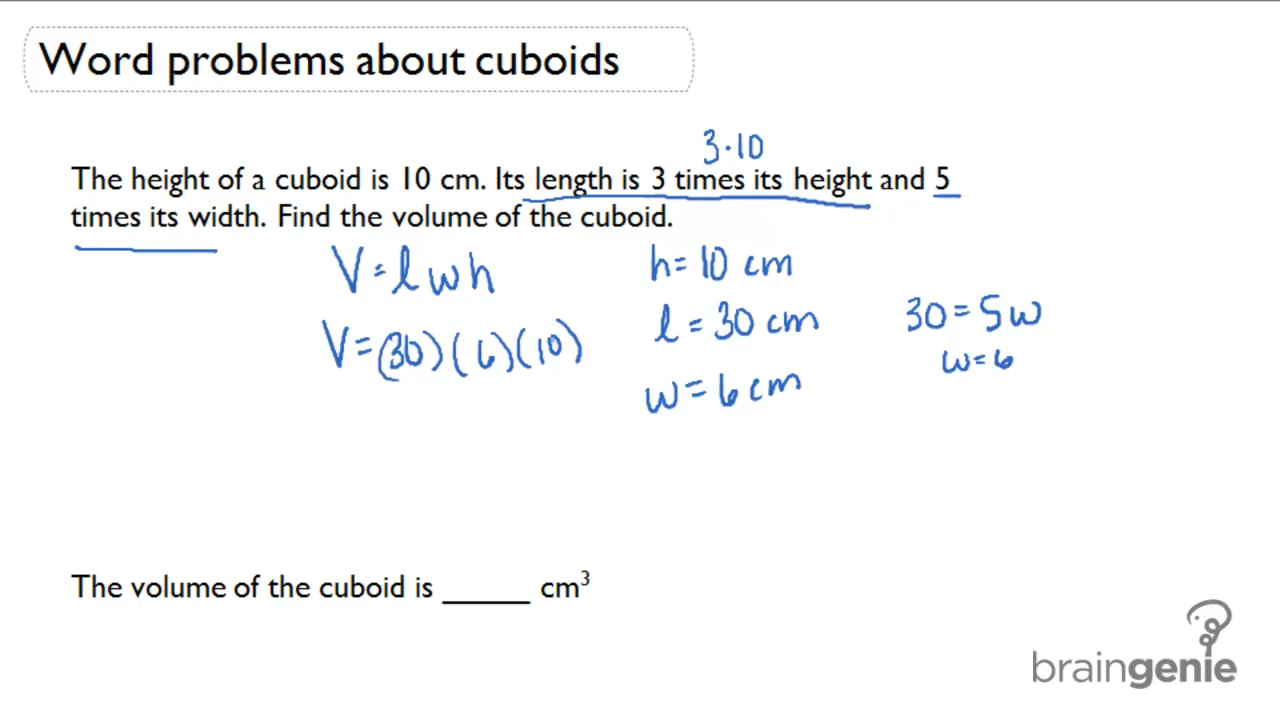 Word problems about cuboids
3·10
The height of a cuboid is 10 cm. Its length is 3 times its height and 5
times its width. Find the volume of the cuboid.
V = l w h
h = 10 cm
l = 30 cm
30 = 5w
V = (30)(6)(10)
w = 6
w = 6 cm
The volume of the cuboid is _____ cm³
braingenie